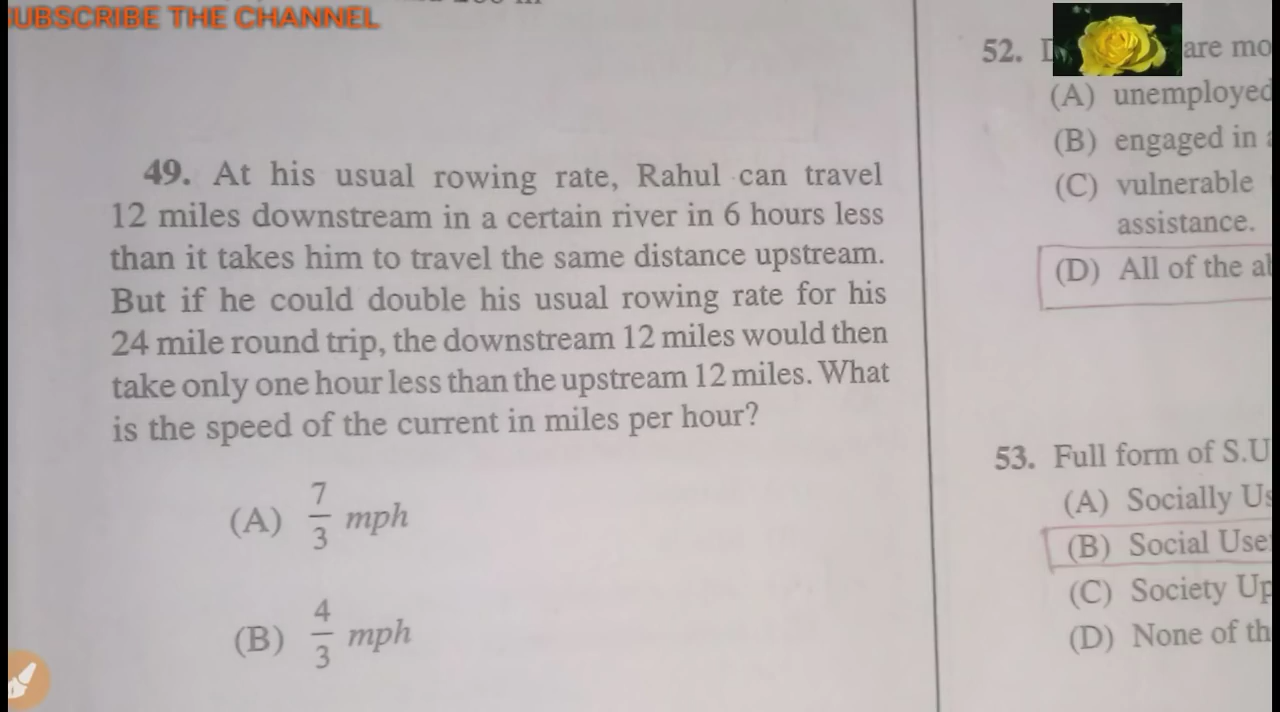 UBSCRIBE THE CHANNEL
49. At his usual rowing rate, Rahul can travel
12 miles downstream in a certain river in 6 hours less
than it takes him to travel the same distance upstream.
But if he could double his usual rowing rate for his
24 mile round trip, the downstream 12 miles would then
take only one hour less than the upstream 12 miles. What
is the speed of the current in miles per hour?
(A) 7/3 mph
(B) 4/3 mph
52. are mo
(A) unemployed
(B) engaged in
(C) vulnerable
assistance.
(D) All of the
53. Full form of S.U
(A) Socially Us
(B) Social Use
(C) Society Up
(D) None of th